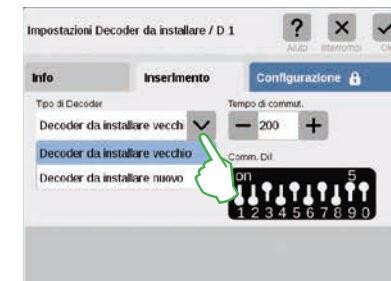 Impostazioni Decoder da installare / D 1
?
Aiuto
Interrompi
Info
Inserimento
Configurazione
Tipo di Decoder
Tempo di commut.
Decoder da installare vecch
200
Decoder da installare vecchio
Comm. DIl
Decoder da installare nuovo
on 5
1 2 3 4 5 6 7 8 9 0